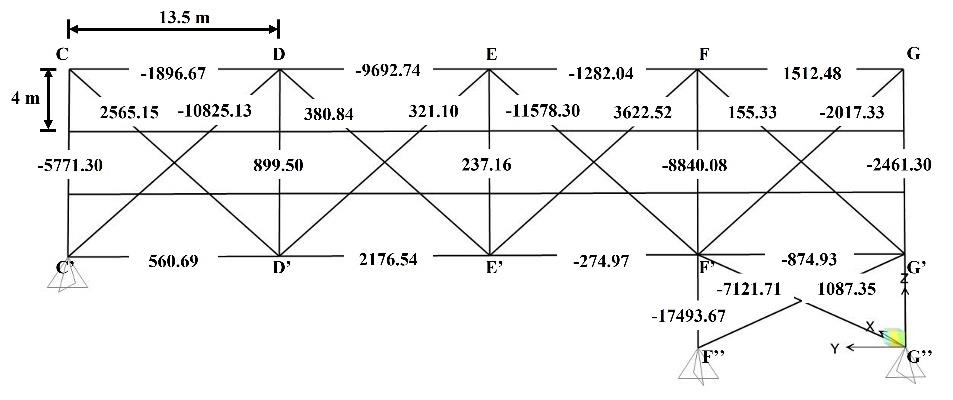 13.5 m
C D E F G
-1896.67 -9692.74 -1282.04 1512.48
4 m
2565.15 -10825.13 380.84 321.10 -11578.30 3622.52 155.33 -2017.33
-5771.30 899.50 237.16 -8840.08 -2461.30
560.69 2176.54 -274.97 -874.93
C' D' E' F' G'
Z
-7121.71 1087.35
-17493.67
X
Y
F'' G''